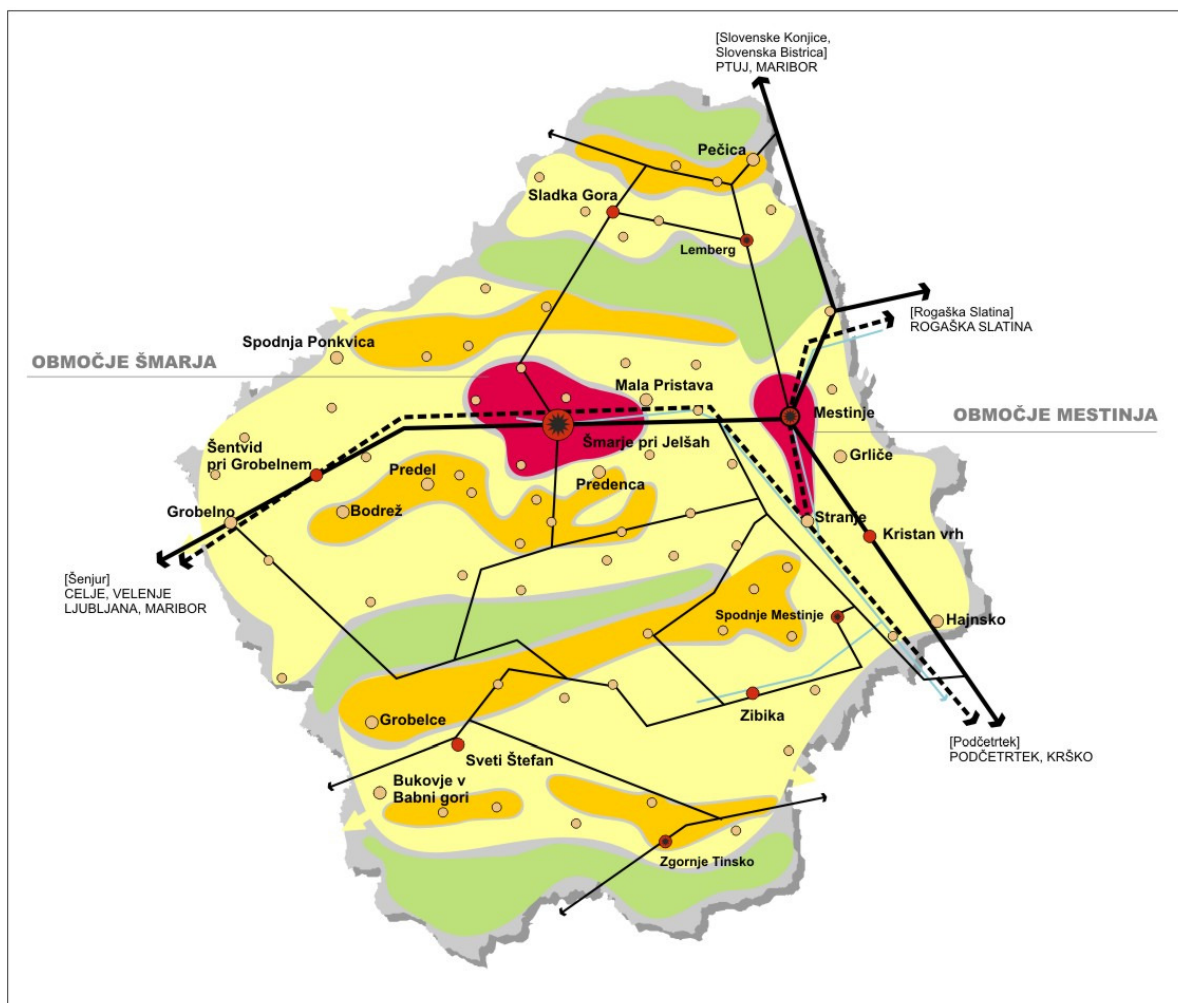 [Slovenske Konjice,
Slovenska Bistrica]
PTUJ, MARIBOR
Pečica
Sladka Gora
Lemberg
[Rogaška Slatina]
ROGAŠKA SLATINA
Spodnja Ponkvica
OBMOČJE ŠMARJA
Mala Pristava
Mestinje
OBMOČJE MESTINJA
Šmarje pri Jelšah
Šentvid
pri Grobelnem
Grliče
Predel
Predenca
Grobelno
Bodrež
Stranje
Kristan vrh
[Šenjur]
CELJE, VELENJE
LJUBLJANA, MARIBOR
Spodnje Mestinje
Hajnsko
Grobelce
Zibika
[Podčetrtek]
PODČETRTEK, KRŠKO
Sveti Štefan
Bukovje v
Babni gori
Zgornje Tinsko